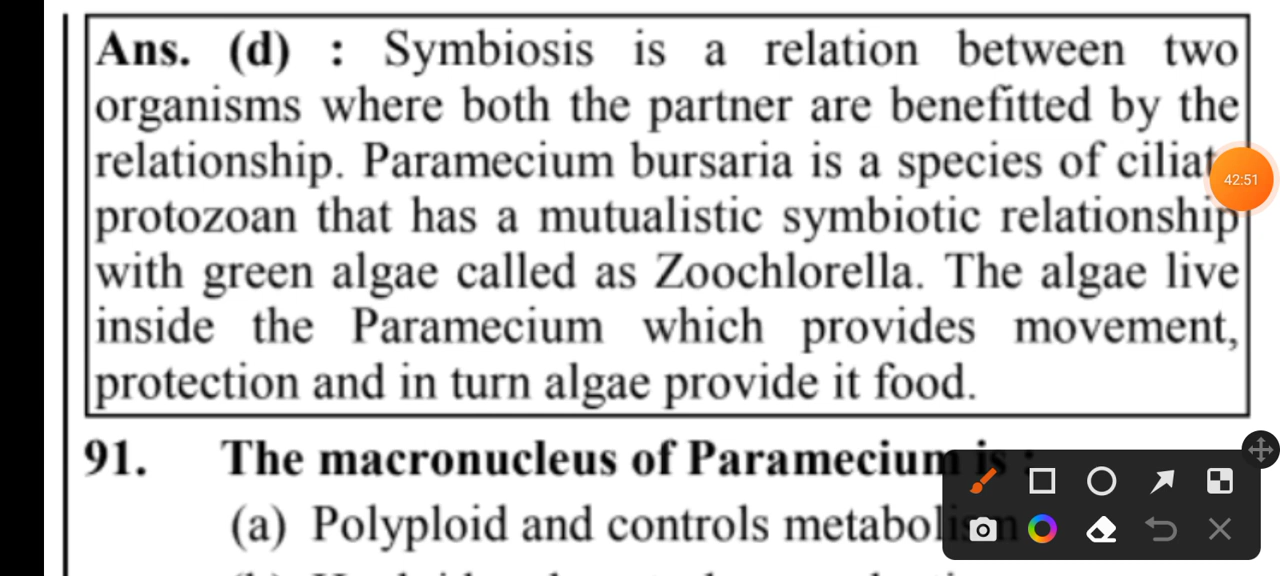 Ans. (d) : Symbiosis is a relation between two
organisms where both the partner are benefitted by the
relationship. Paramecium bursaria is a species of ciliat
protozoan that has a mutualistic symbiotic relationship
with green algae called as Zoochlorella. The algae live
inside the Paramecium which provides movement,
protection and in turn algae provide it food.
42:51
91. The macronucleus of Paramecium is :
(a) Polyploid and controls metabolism